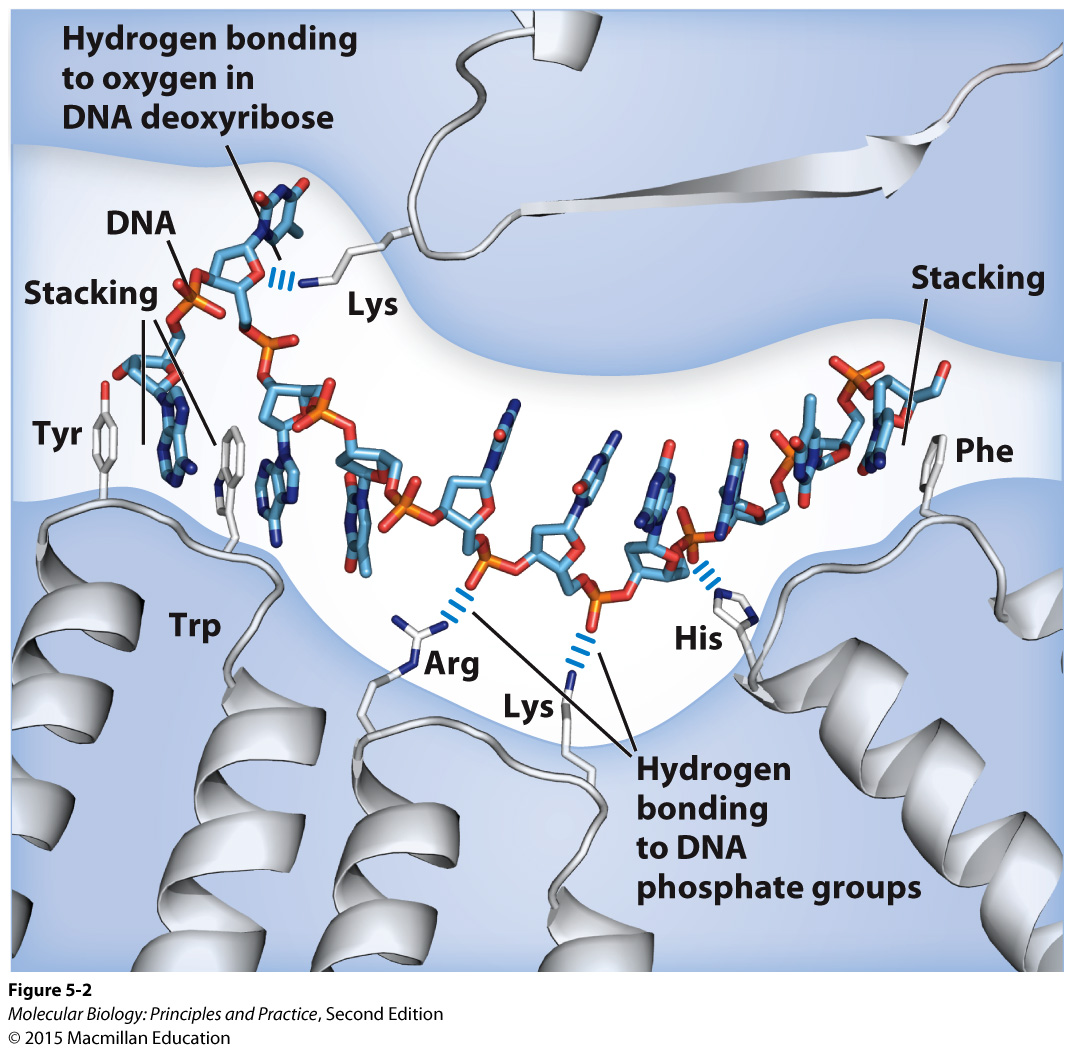 Hydrogen bonding
to oxygen in
DNA deoxyribose
DNA
Stacking
Lys
Stacking
Tyr
Phe
Trp
Arg
His
Lys
Hydrogen
bonding
to DNA
phosphate groups
Figure 5-2
Molecular Biology: Principles and Practice, Second Edition
© 2015 Macmillan Education